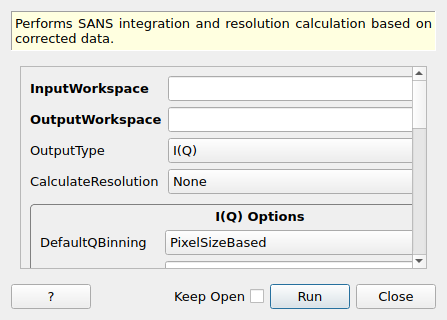 Performs SANS integration and resolution calculation based on
corrected data.
InputWorkspace
OutputWorkspace
OutputType I(Q)
CalculateResolution None
I(Q) Options
DefaultQBinning PixelSizeBased
? Keep Open Run Close